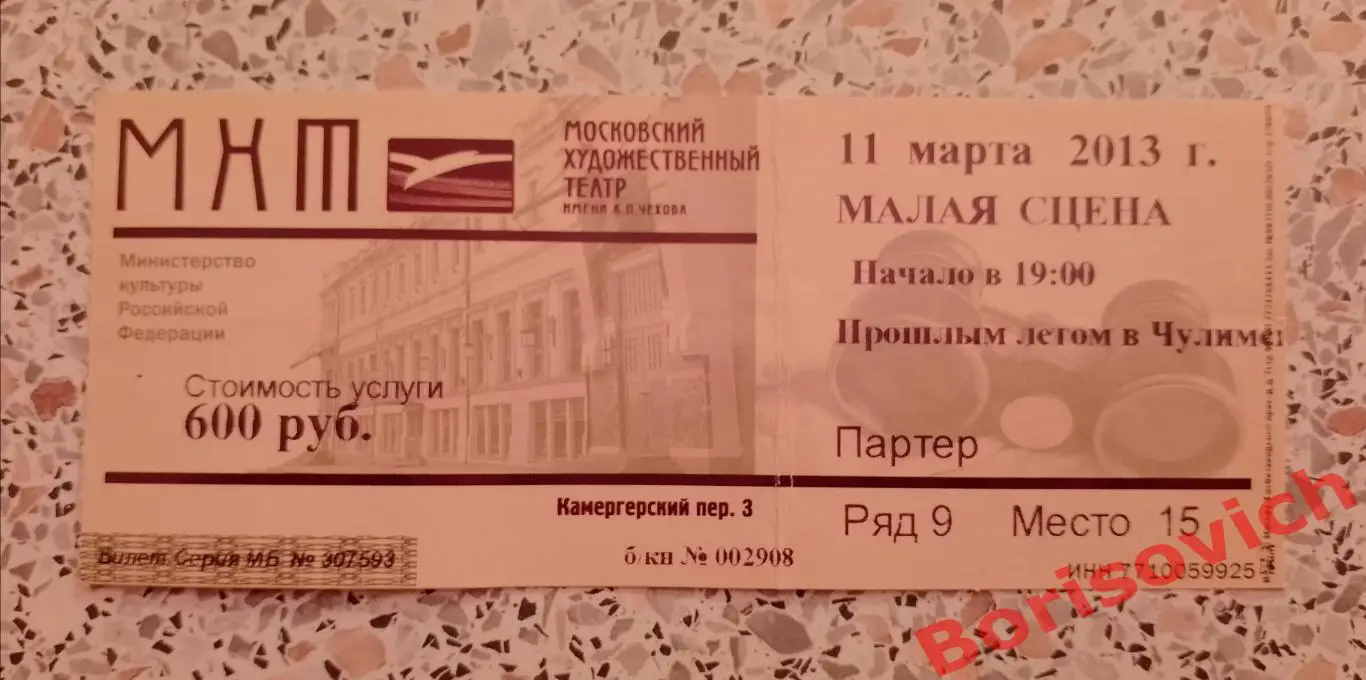 МХТ
МОСКОВСКИЙ
ХУДОЖЕСТВЕННЫЙ
ТЕАТР
ИМЕНИ А.П.ЧЕХОВА
Министерство
культуры
Российской
Федерации
Стоимость услуги
600 руб.
Камергерский пер. 3
Билет Серия МБ № 307593
б/кн № 002908
11 марта 2013 г.
МАЛАЯ СЦЕНА
Начало в 19:00
Прошлым летом в Чулимс
Партер
Ряд 9 Место 15
ИНН 7710059925
Borisovich